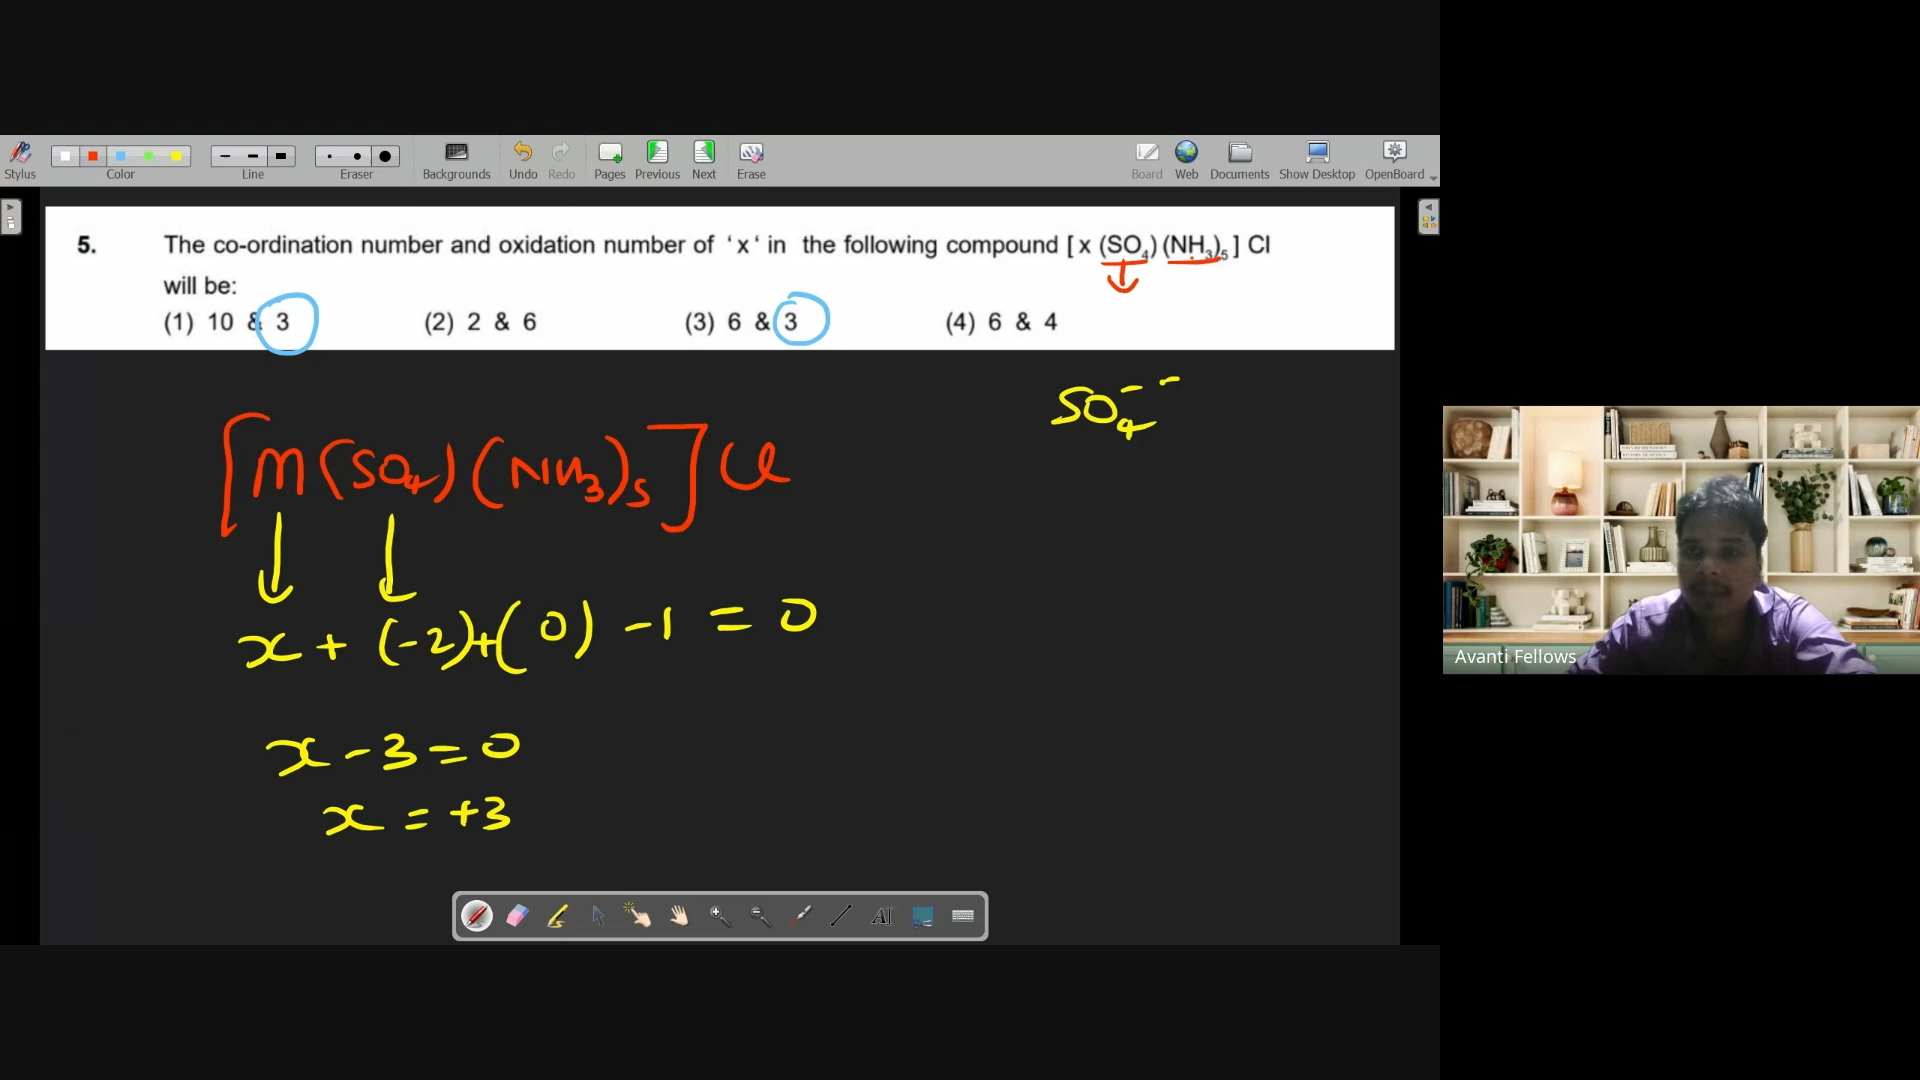 Stylus Color Line Eraser Backgrounds Undo Redo Pages Previous Next Erase Board Web Documents Show Desktop OpenBoard
5. The co-ordination number and oxidation number of ‘x‘ in the following compound [ x (SO₄) (NH₃)₅ ] Cl
will be:
(1) 10 & 3 (2) 2 & 6 (3) 6 & 3 (4) 6 & 4
SO₄⁻⁻
[M(SO₄)(NH₃)₅]Cl
x + (-2)+(0) -1 = 0
x - 3 = 0
x = +3
AI
Avanti Fellows